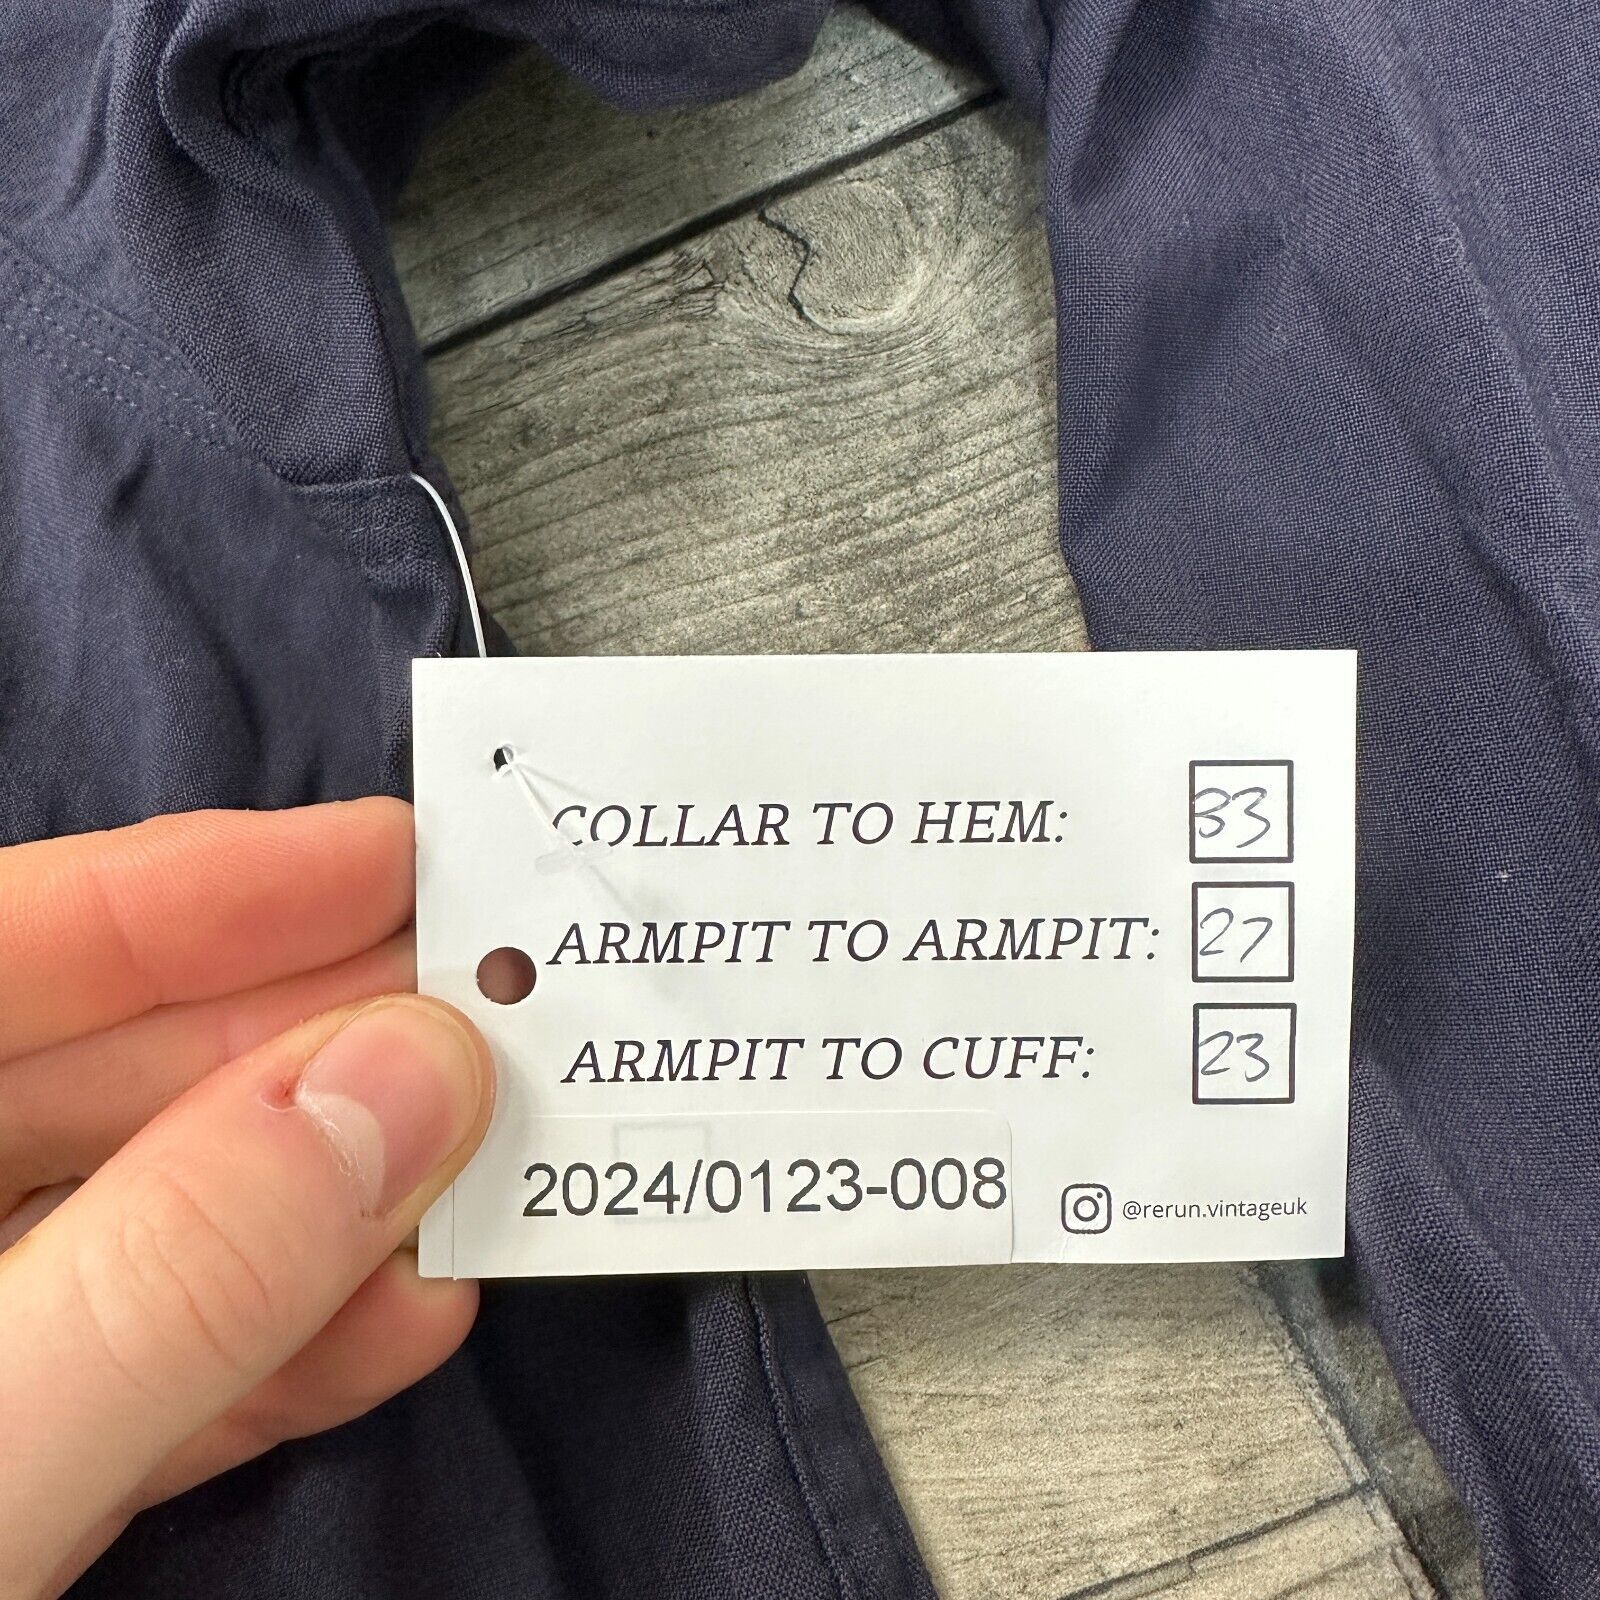 COLLAR TO HEM: 33
ARMPIT TO ARMPIT: 27
ARMPIT TO CUFF: 23
2024/0123-008
@rerun.vintageuk